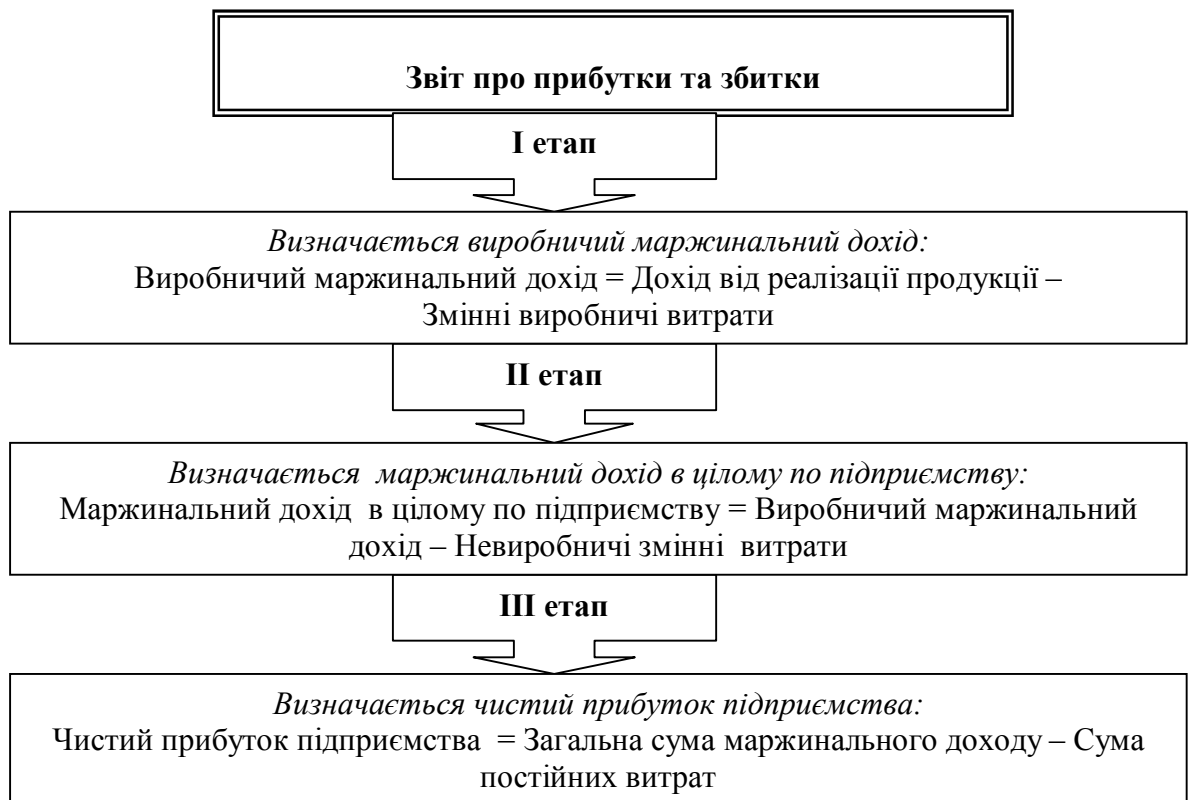 Звіт про прибутки та збитки
І етап
Визначається виробничий маржинальний дохід:
Виробничий маржинальний дохід = Дохід від реалізації продукції –
Змінні виробничі витрати
ІІ етап
Визначається маржинальний дохід в цілому по підприємству:
Маржинальний дохід в цілому по підприємству = Виробничий маржинальний
дохід – Невиробничі змінні витрати
ІІІ етап
Визначається чистий прибуток підприємства:
Чистий прибуток підприємства = Загальна сума маржинального доходу – Сума
постійних витрат